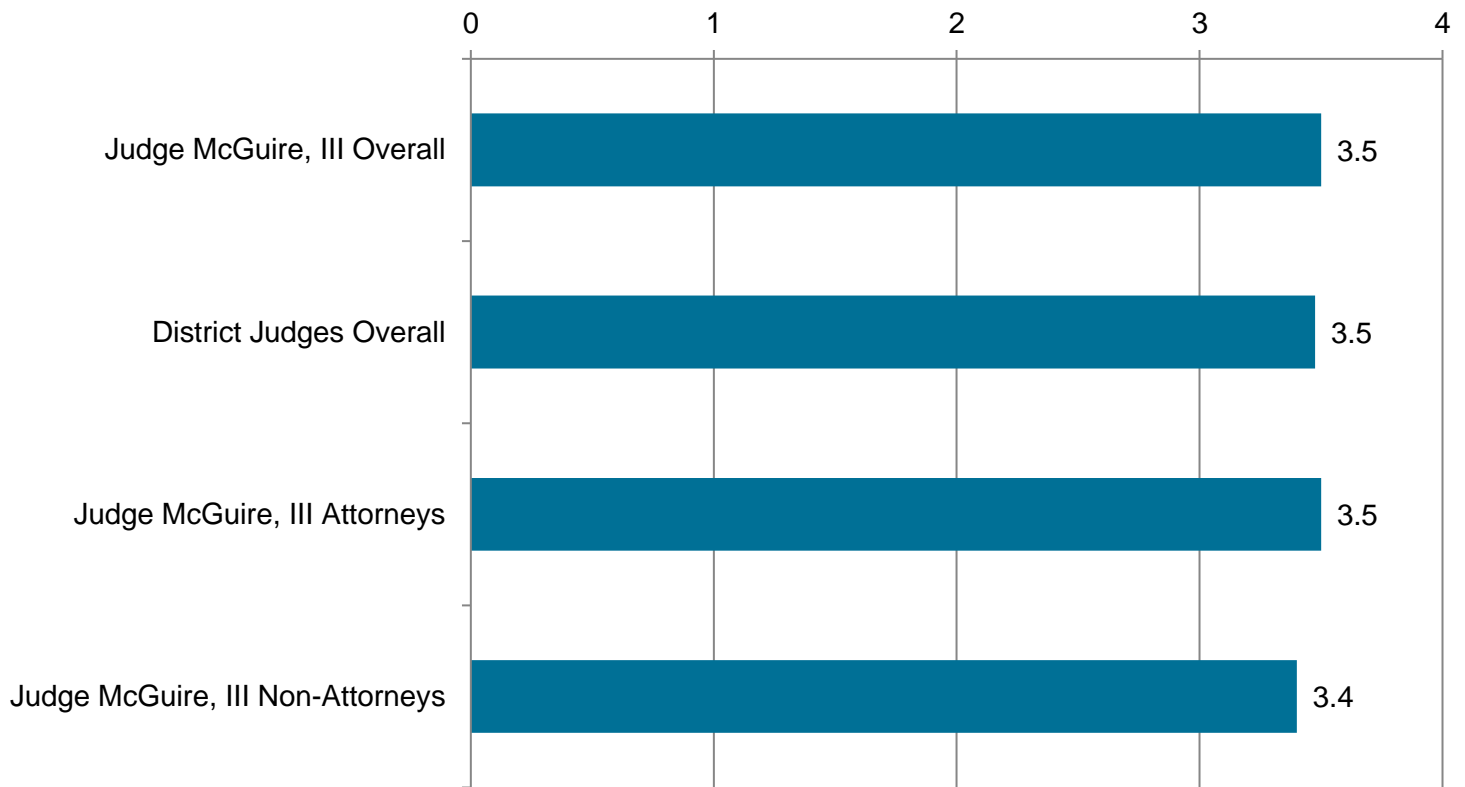 0 1 2 3 4
Judge McGuire, III Overall 3.5
District Judges Overall 3.5
Judge McGuire, III Attorneys 3.5
Judge McGuire, III Non-Attorneys 3.4